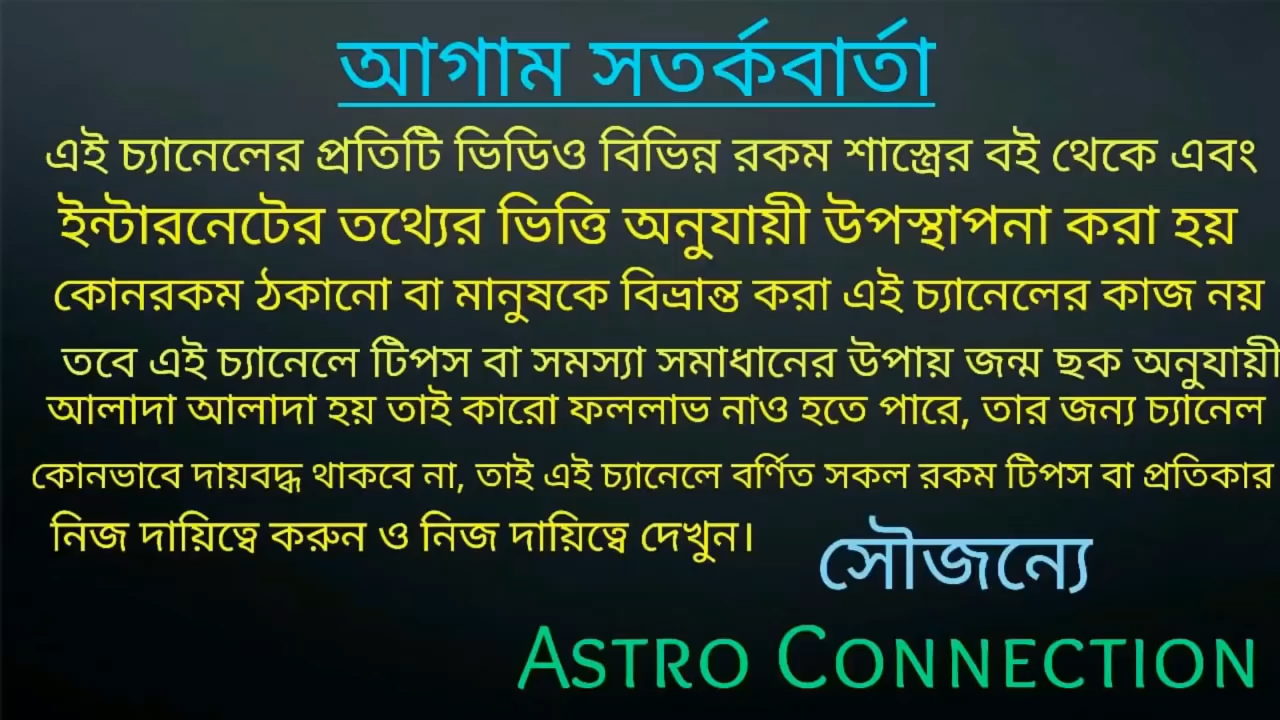 আগাম সতর্কবার্তা
এই চ্যানেলের প্রতিটি ভিডিও বিভিন্ন রকম শাস্ত্রের বই থেকে এবং
ইন্টারনেটের তথ্যের ভিত্তি অনুযায়ী উপস্থাপনা করা হয়
কোনরকম ঠকানো বা মানুষকে বিভ্রান্ত করা এই চ্যানেলের কাজ নয়
তবে এই চ্যানেলে টিপস বা সমস্যা সমাধানের উপায় জন্ম ছক অনুযায়ী
আলাদা আলাদা হয় তাই কারো ফললাভ নাও হতে পারে, তার জন্য চ্যানেল
কোনভাবে দায়বদ্ধ থাকবে না, তাই এই চ্যানেলে বর্ণিত সকল রকম টিপস বা প্রতিকার
নিজ দায়িত্বে করুন ও নিজ দায়িত্বে দেখুন।
সৌজন্যে
ASTRO CONNECTION